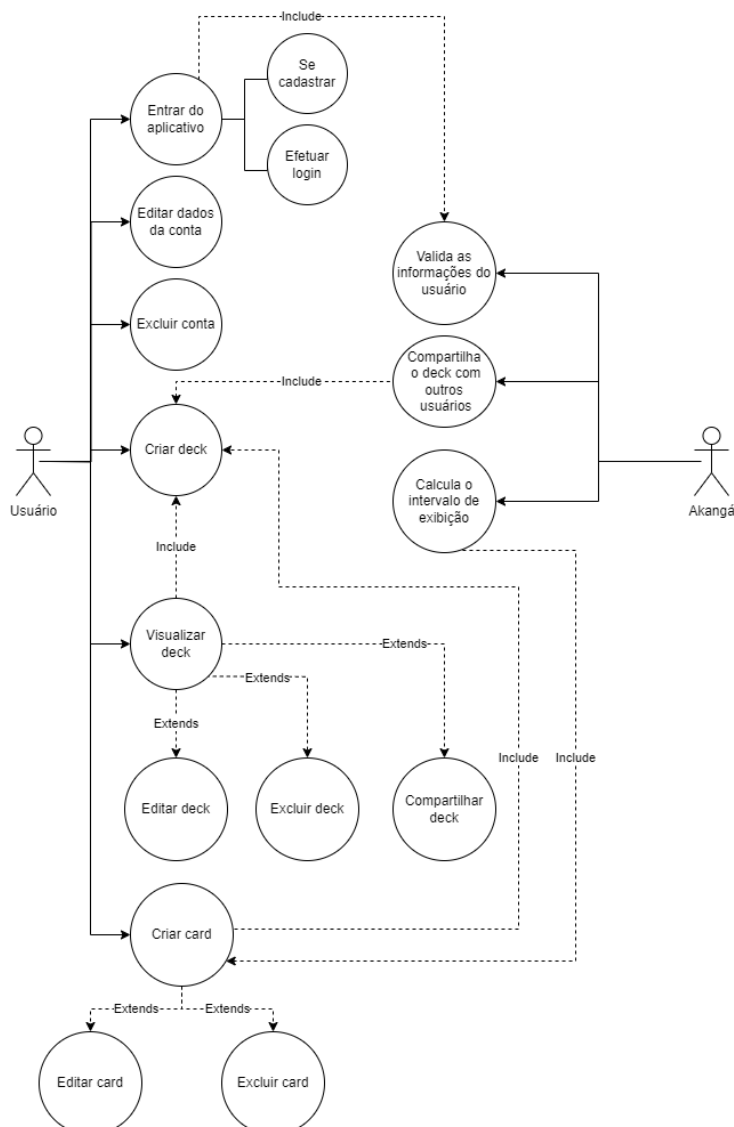 Include
Se
cadastrar
Entrar do
aplicativo
Efetuar
login
Editar dados
da conta
Valida as
informações do
usuário
Excluir conta
Compartilha
o deck com
outros
usuários
Include
Criar deck
Calcula o
intervalo de
exibição
Usuário
Akangá
Include
Visualizar
deck
Extends
Extends
Extends
Include
Include
Editar deck
Excluir deck
Compartilhar
deck
Criar card
Extends
Extends
Editar card
Excluir card